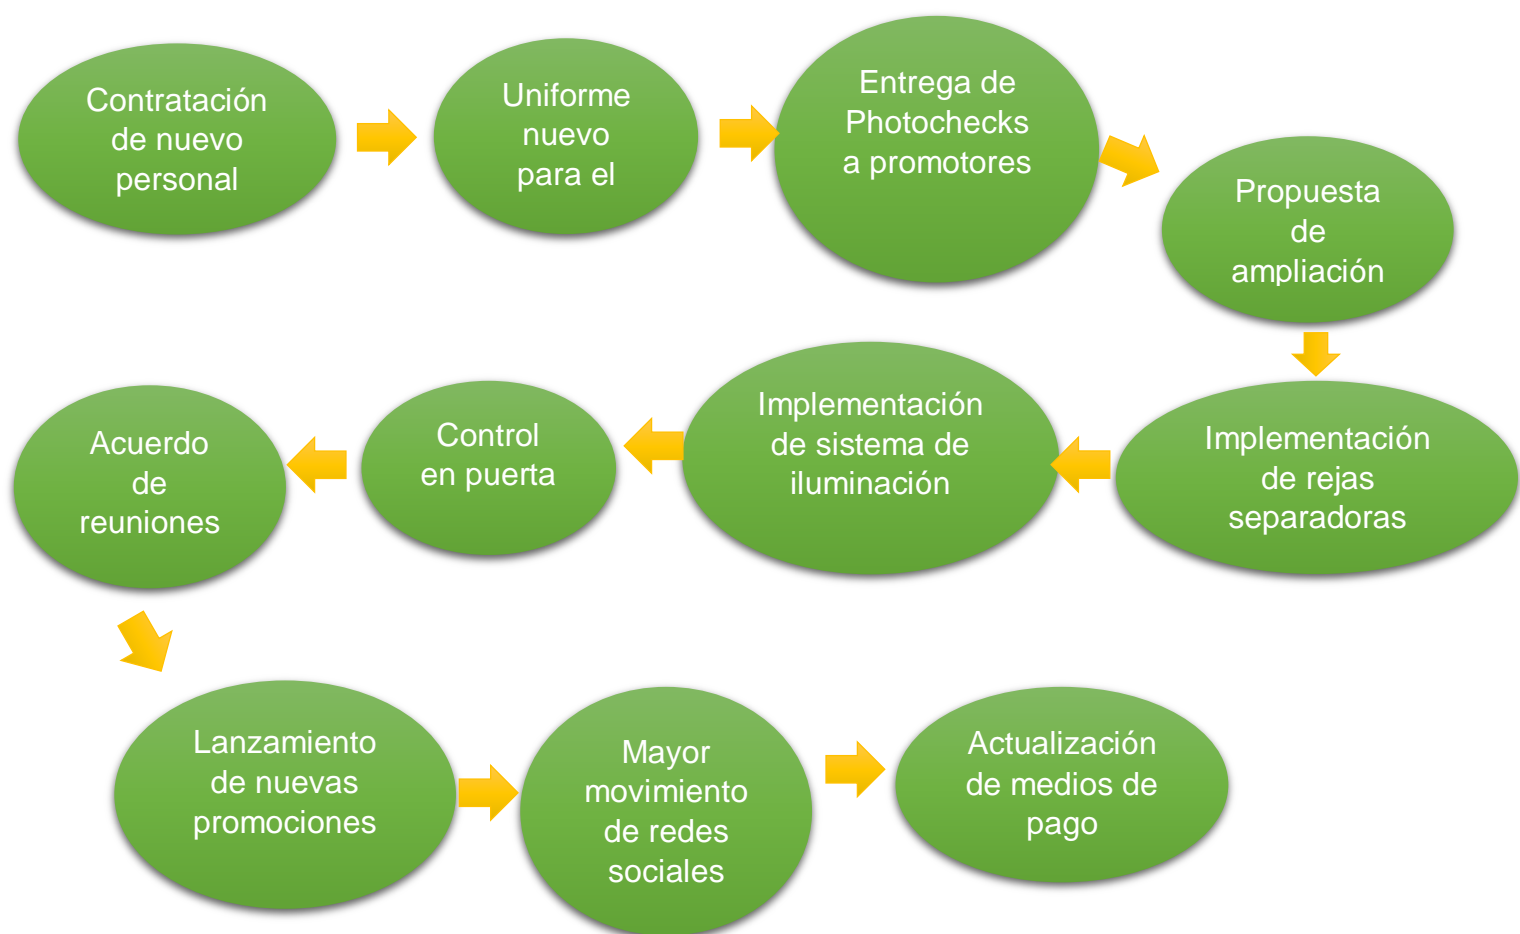 Contratación
de nuevo
personal
Uniforme
nuevo
para el
Entrega de
Photochecks
a promotores
Propuesta
de
ampliación
Implementación
de rejas
separadoras
Implementación
de sistema de
iluminación
Control
en puerta
Acuerdo
de
reuniones
Lanzamiento
de nuevas
promociones
Mayor
movimiento
de redes
sociales
Actualización
de medios de
pago